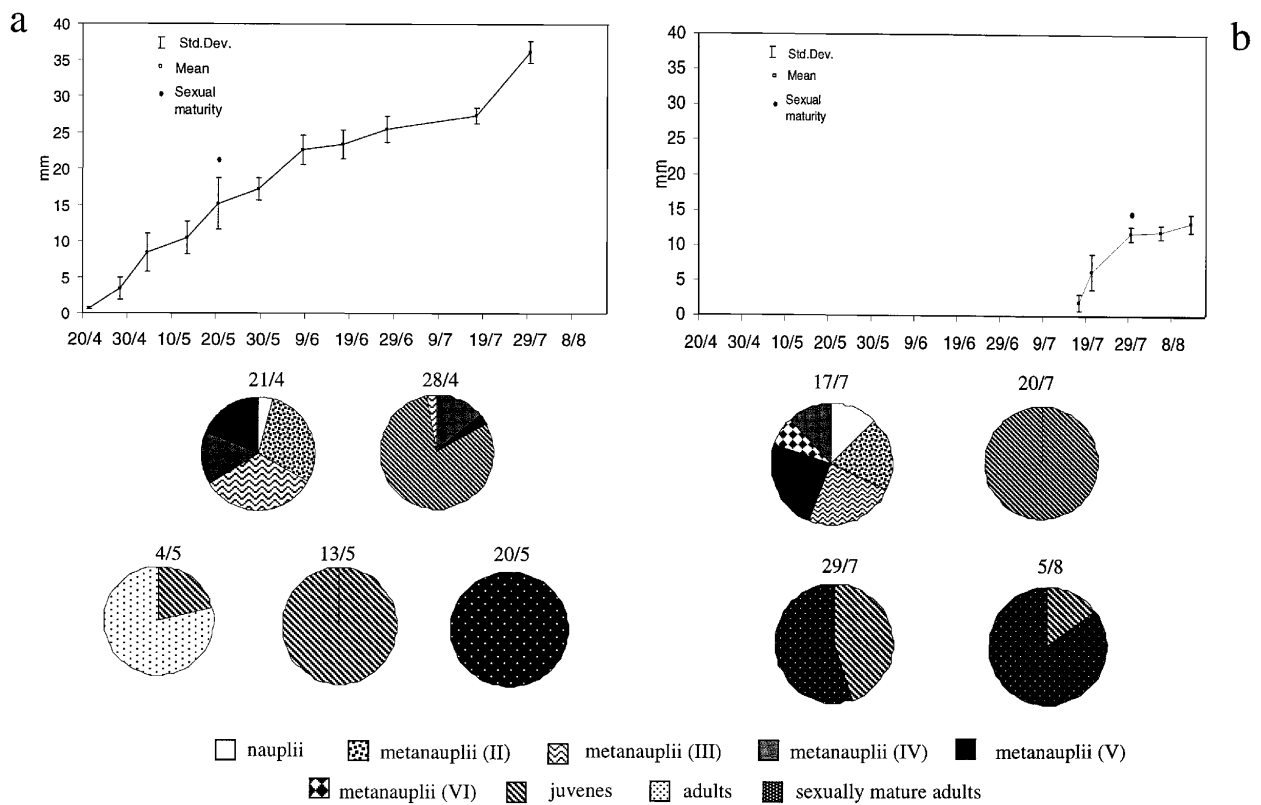 a
40
35
30
25
20
15
10
5
0
mm
Std.Dev.
Mean
Sexual
maturity
20/4 30/4 10/5 20/5 30/5 9/6 19/6 29/6 9/7 19/7 29/7 8/8
b
40
35
30
25
20
15
10
5
0
mm
Std.Dev.
Mean
Sexual
maturity
20/4 30/4 10/5 20/5 30/5 9/6 19/6 29/6 9/7 19/7 29/7 8/8
21/4 28/4
4/5 13/5 20/5
17/7 20/7
29/7 5/8
nauplii metanauplii (II) metanauplii (III) metanauplii (IV) metanauplii (V)
metanauplii (VI) juvenes adults sexually mature adults